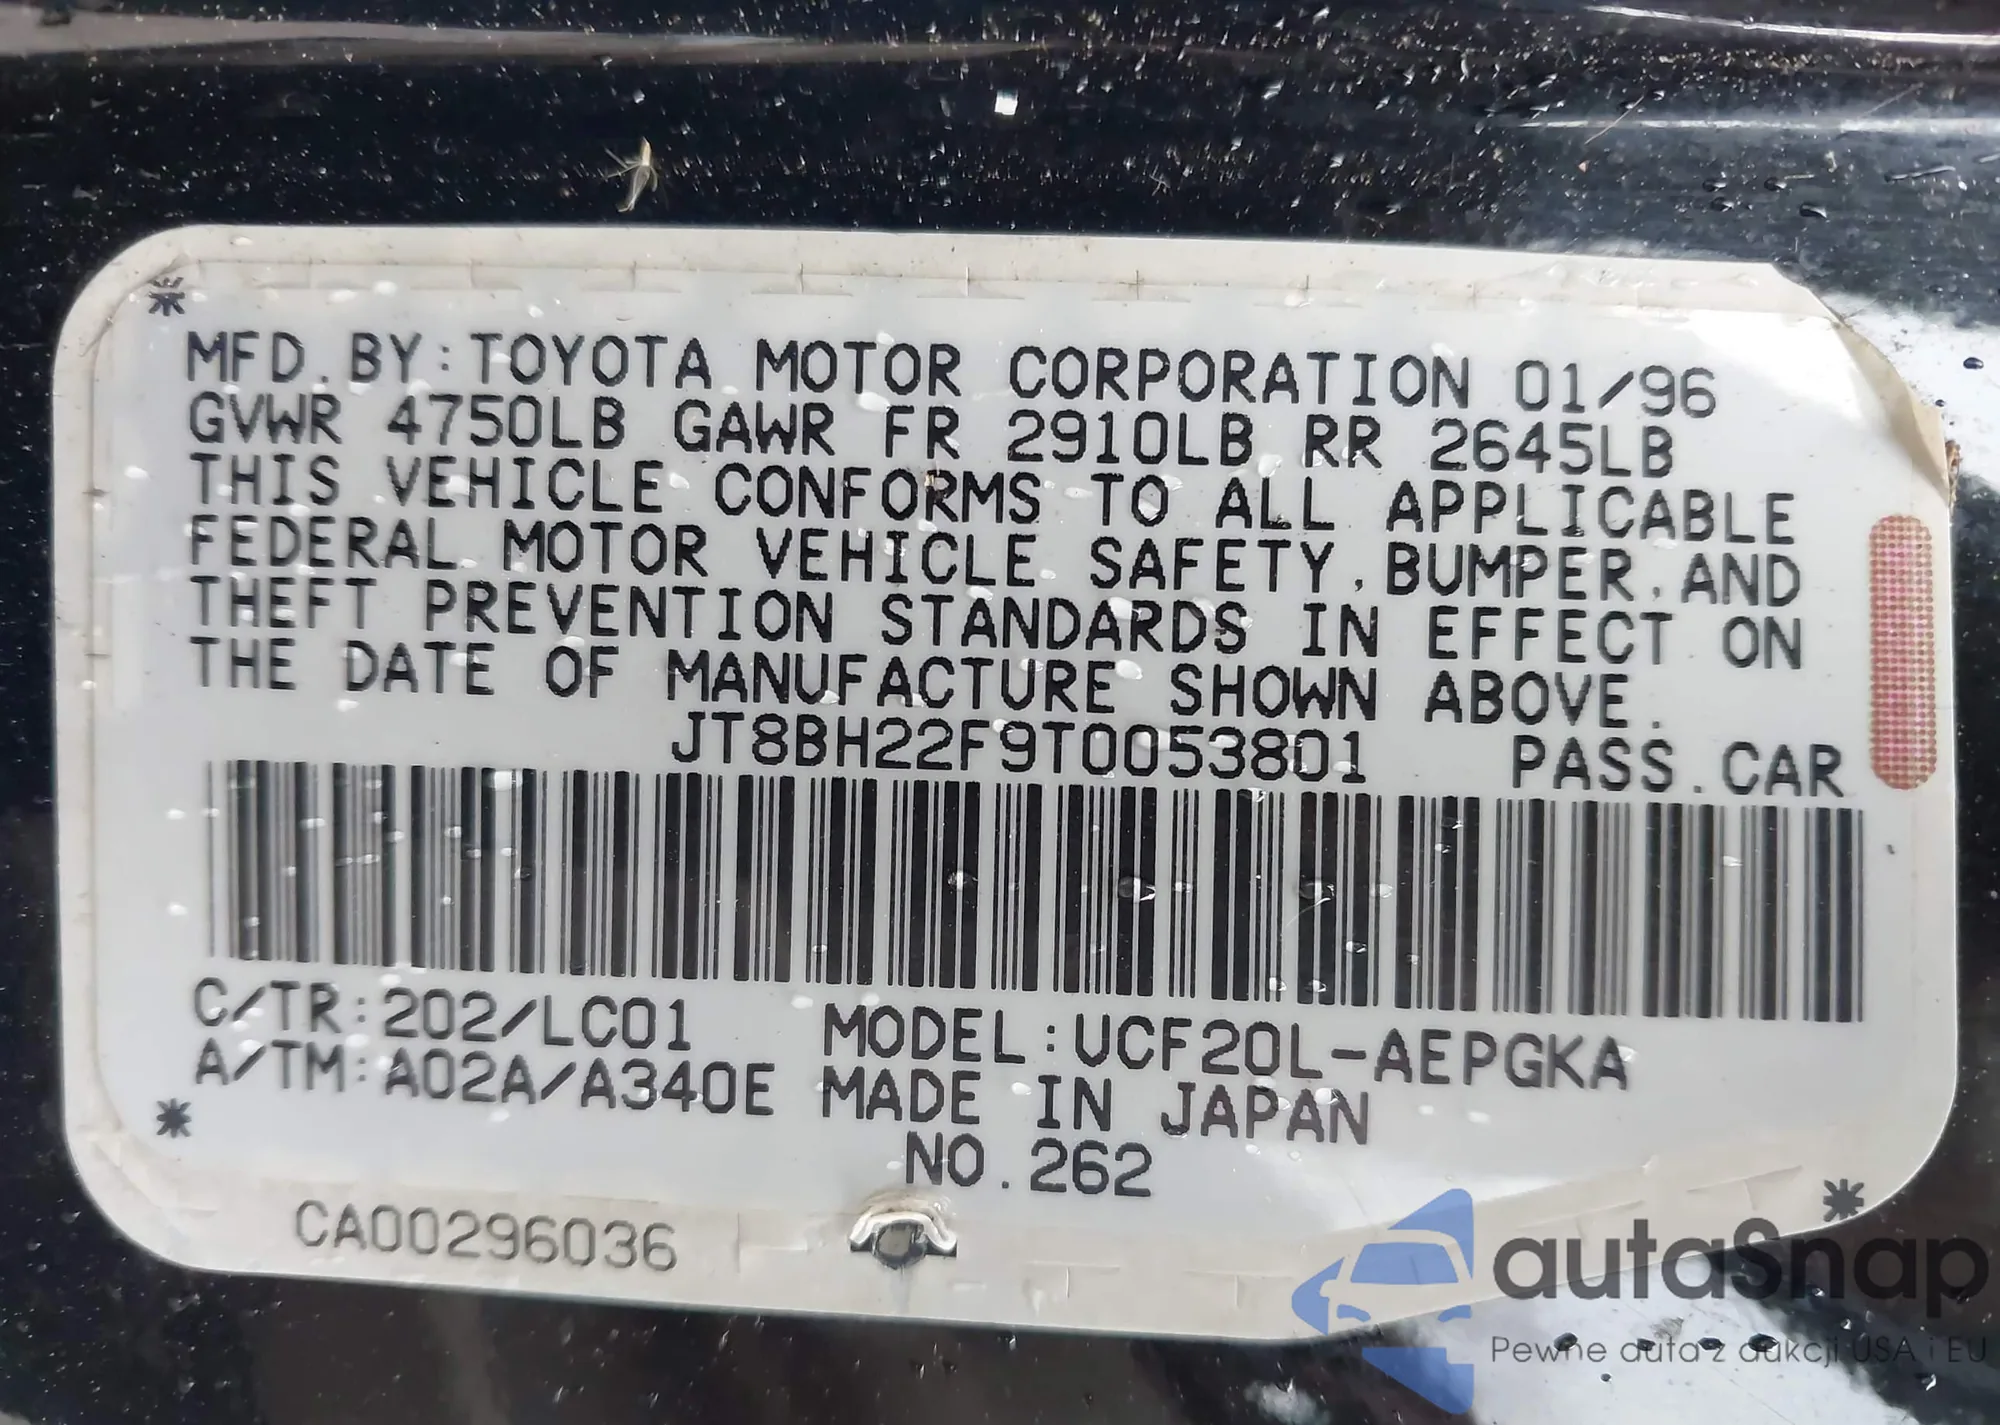 MFD. BY: TOYOTA MOTOR CORPORATION 01/96
GVWR 4750LB GAWR FR 2910LB RR 2645LB
THIS VEHICLE CONFORMS TO ALL APPLICABLE
FEDERAL MOTOR VEHICLE SAFETY, BUMPER, AND
THEFT PREVENTION STANDARDS IN EFFECT ON
THE DATE OF MANUFACTURE SHOWN ABOVE.
JT8BH22F9T0053801 PASS. CAR
C/TR: 202/LC01 MODEL: UCF20L-AEPGKA
A/TM: A02A/A340E MADE IN JAPAN
NO. 262
CA00296036
autaSnap
Pewne auta z aukcji USA i EU